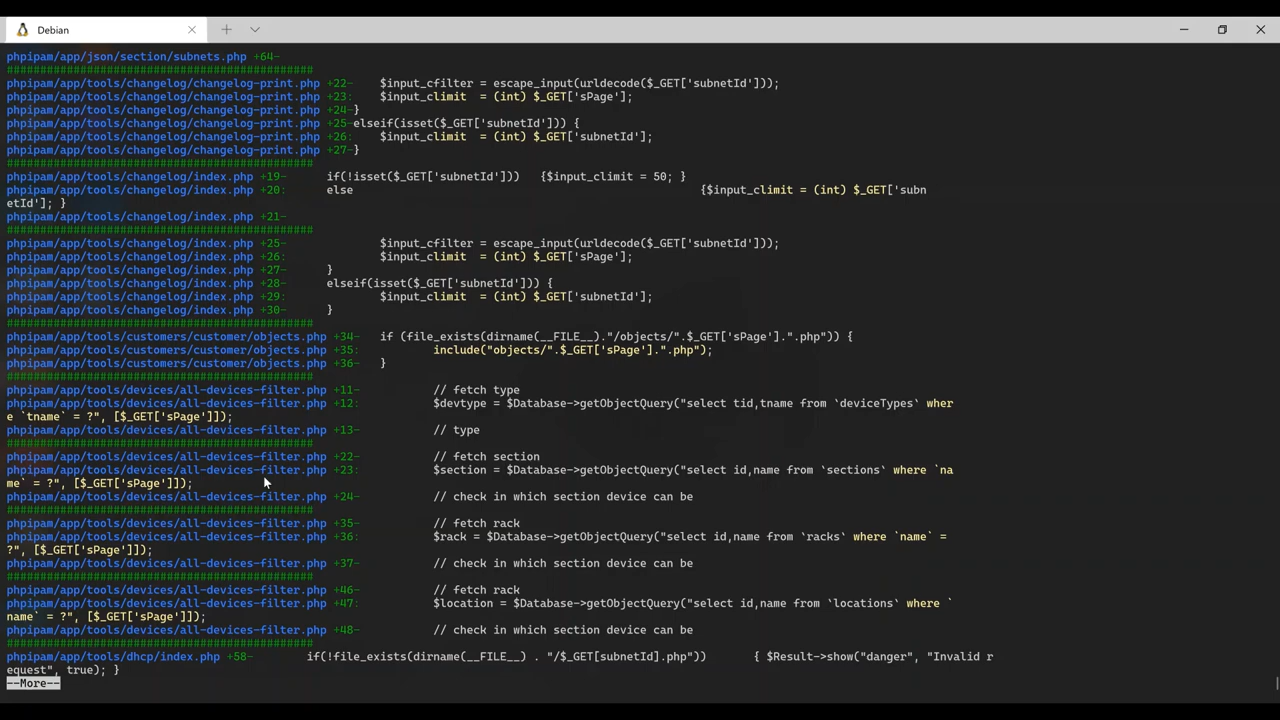 Debian
phpipam/app/json/section/subnets.php +64-
##############################################
phpipam/app/tools/changelog/changelog-print.php +22-    $input_cfilter = escape_input(urldecode($_GET['subnetId']));
phpipam/app/tools/changelog/changelog-print.php +23:    $input_climit  = (int) $_GET['sPage'];
phpipam/app/tools/changelog/changelog-print.php +24-}
phpipam/app/tools/changelog/changelog-print.php +25-elseif(isset($_GET['subnetId'])) {
phpipam/app/tools/changelog/changelog-print.php +26:    $input_climit  = (int) $_GET['subnetId'];
phpipam/app/tools/changelog/changelog-print.php +27-}
##############################################
phpipam/app/tools/changelog/index.php +19-      if(!isset($_GET['subnetId']))   {$input_climit = 50; }
phpipam/app/tools/changelog/index.php +20:      else                                                    {$input_climit = (int) $_GET['subn
etId']; }
phpipam/app/tools/changelog/index.php +21-
##############################################
phpipam/app/tools/changelog/index.php +25-              $input_cfilter = escape_input(urldecode($_GET['subnetId']));
phpipam/app/tools/changelog/index.php +26:              $input_climit  = (int) $_GET['sPage'];
phpipam/app/tools/changelog/index.php +27-      }
phpipam/app/tools/changelog/index.php +28-      elseif(isset($_GET['subnetId'])) {
phpipam/app/tools/changelog/index.php +29:              $input_climit  = (int) $_GET['subnetId'];
phpipam/app/tools/changelog/index.php +30-      }
##############################################
phpipam/app/tools/customers/customer/objects.php +34-   if (file_exists(dirname(__FILE__)."/objects/".$_GET['sPage'].".php")) {
phpipam/app/tools/customers/customer/objects.php +35:           include("objects/".$_GET['sPage'].".php");
phpipam/app/tools/customers/customer/objects.php +36-   }
##############################################
phpipam/app/tools/devices/all-devices-filter.php +11-           // fetch type
phpipam/app/tools/devices/all-devices-filter.php +12:           $devtype = $Database->getObjectQuery("select tid,tname from `deviceTypes` wher
e `tname` = ?", [$_GET['sPage']]);
phpipam/app/tools/devices/all-devices-filter.php +13-           // type
##############################################
phpipam/app/tools/devices/all-devices-filter.php +22-           // fetch section
phpipam/app/tools/devices/all-devices-filter.php +23:           $section = $Database->getObjectQuery("select id,name from `sections` where `na
me` = ?", [$_GET['sPage']]);
phpipam/app/tools/devices/all-devices-filter.php +24-           // check in which section device can be
##############################################
phpipam/app/tools/devices/all-devices-filter.php +35-           // fetch rack
phpipam/app/tools/devices/all-devices-filter.php +36:           $rack = $Database->getObjectQuery("select id,name from `racks` where `name` =
?", [$_GET['sPage']]);
phpipam/app/tools/devices/all-devices-filter.php +37-           // check in which section device can be
##############################################
phpipam/app/tools/devices/all-devices-filter.php +46-           // fetch rack
phpipam/app/tools/devices/all-devices-filter.php +47:           $location = $Database->getObjectQuery("select id,name from `locations` where `
name` = ?", [$_GET['sPage']]);
phpipam/app/tools/devices/all-devices-filter.php +48-           // check in which section device can be
##############################################
phpipam/app/tools/dhcp/index.php +58-        if(!file_exists(dirname(__FILE__) . "/$_GET[subnetId].php"))       { $Result->show("danger", "Invalid r
equest", true); }
--More--